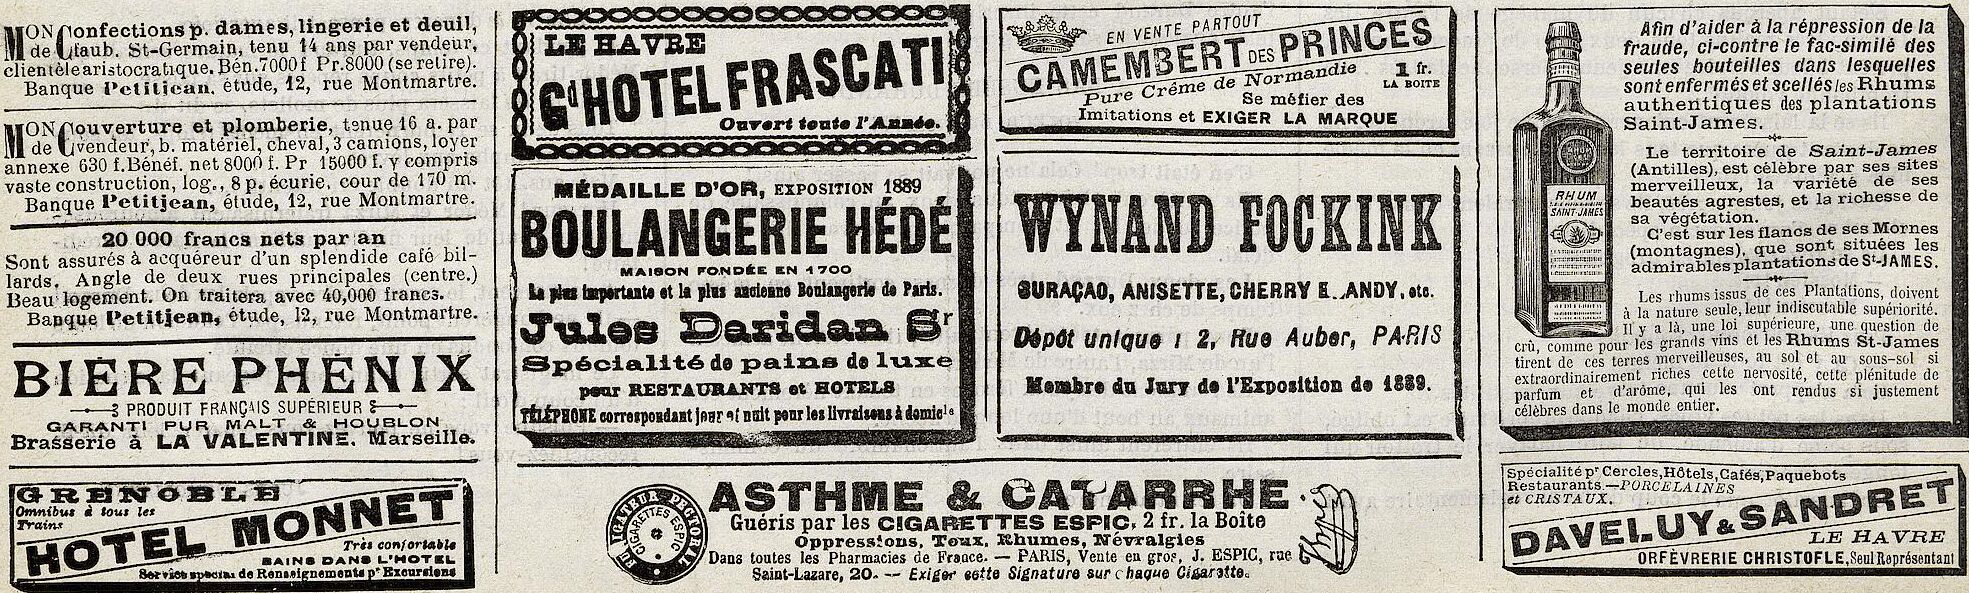 MON de Confections p. dames, lingerie et deuil,
faub. St-Germain, tenu 14 ans par vendeur,
clientèle aristocratique. Bén. 7000 f Pr. 8000 (se retire).
Banque Petitjean, étude, 12, rue Montmartre.
MON de Couverture et plomberie, tenue 16 a. par
vendeur, b. matériel, cheval, 3 camions, loyer
annexe 630 f. Bénéf. net 8000 f. Pr 15000 f. y compris
vaste construction, log., 8 p. écurie, cour de 170 m.
Banque Petitjean, étude, 12, rue Montmartre.
20 000 francs nets par an
Sont assurés à acquéreur d'un splendide café bil-
lards. Angle de deux rues principales (centre.)
Beau logement. On traitera avec 40,000 francs.
Banque Petitjean, étude, 12, rue Montmartre.
BIÈRE PHÉNIX
PRODUIT FRANÇAIS SUPÉRIEUR
GARANTI PUR MALT & HOUBLON
Brasserie à LA VALENTINE, Marseille.
GRENOBLE
Omnibus à tous les
Trains
HOTEL MONNET
Très confortable
BAINS DANS L'HOTEL
Service special de Renseignements pr Excursions
LE HAVRE
Gd HOTEL FRASCATI
Ouvert toute l'Année.
MÉDAILLE D'OR, EXPOSITION 1889
BOULANGERIE HÉDÉ
MAISON FONDÉE EN 1700
La plus importante et la plus ancienne Boulangerie de Paris.
Jules Daridan Sr
Spécialité de pains de luxe
pour RESTAURANTS et HOTELS
TÉLÉPHONE correspondant jour et nuit pour les livraisons à domicle
EN VENTE PARTOUT
CAMEMBERT DES PRINCES
Pure Crème de Normandie
1 fr.
LA BOITE
Se méfier des
Imitations et EXIGER LA MARQUE
WYNAND FOCKINK
CURAÇAO, ANISETTE, CHERRY B..ANDY, etc.
Dépôt unique : 2, Rue Auber, PARIS
Membre du Jury de l'Exposition de 1889.
ASTHME & CATARRHE
Guéris par les CIGARETTES ESPIC, 2 fr. la Boîte
Oppressions, Toux, Rhumes, Névralgies
Dans toutes les Pharmacies de France. — PARIS, Vente en gros, J. ESPIC, rue
Saint-Lazare, 20. — Exiger cette Signature sur chaque Cigarette.
FUMIGATEUR PECTORAL
CIGARETTES ESPIC
Espic
Afin d'aider à la répression de la
fraude, ci-contre le fac-similé des
seules bouteilles dans lesquelles
sont enfermés et scellés les Rhums
authentiques des plantations
Saint-James.
Le territoire de Saint-James
(Antilles), est célèbre par ses sites
merveilleux, la variété de ses
beautés agrestes, et la richesse de
sa végétation.
C'est sur les flancs de ses Mornes
(montagnes), que sont situées les
admirables plantations de St-JAMES.
Les rhums issus de ces Plantations, doivent
à la nature seule, leur indiscutable supériorité.
Il y a là, une loi supérieure, une question de
crû, comme pour les grands vins et les Rhums St-James
tirent de ces terres merveilleuses, au sol et au sous-sol si
extraordinairement riches cette nervosité, cette plénitude de
parfum et d'arôme, qui les ont rendus si justement
célèbres dans le monde entier.
RHUM
SAINT-JAMES
Spécialité pr Cercles, Hôtels, Cafés, Paquebots
Restaurants.—PORCELAINES
et CRISTAUX.
DAVELUY & SANDRET
LE HAVRE
ORFÈVRERIE CHRISTOFLE, Seul Représentant